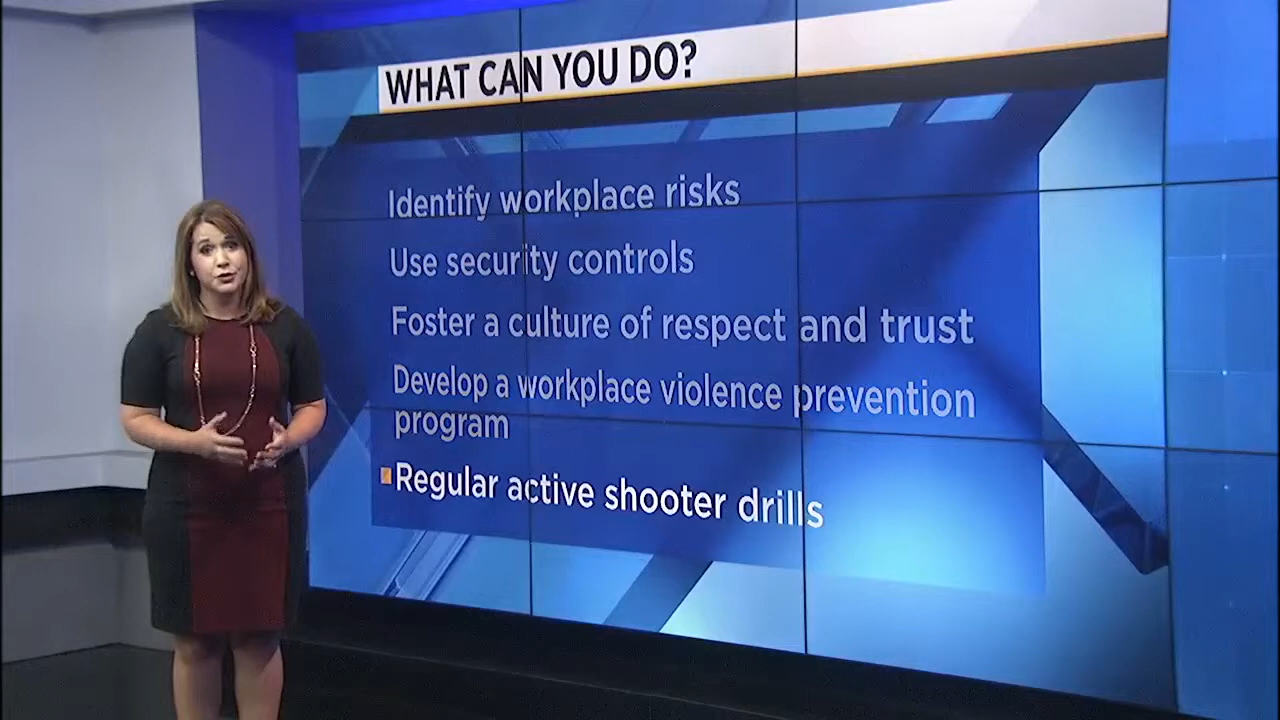 WHAT CAN YOU DO?
Identify workplace risks
Use security controls
Foster a culture of respect and trust
Develop a workplace violence prevention
program
Regular active shooter drills